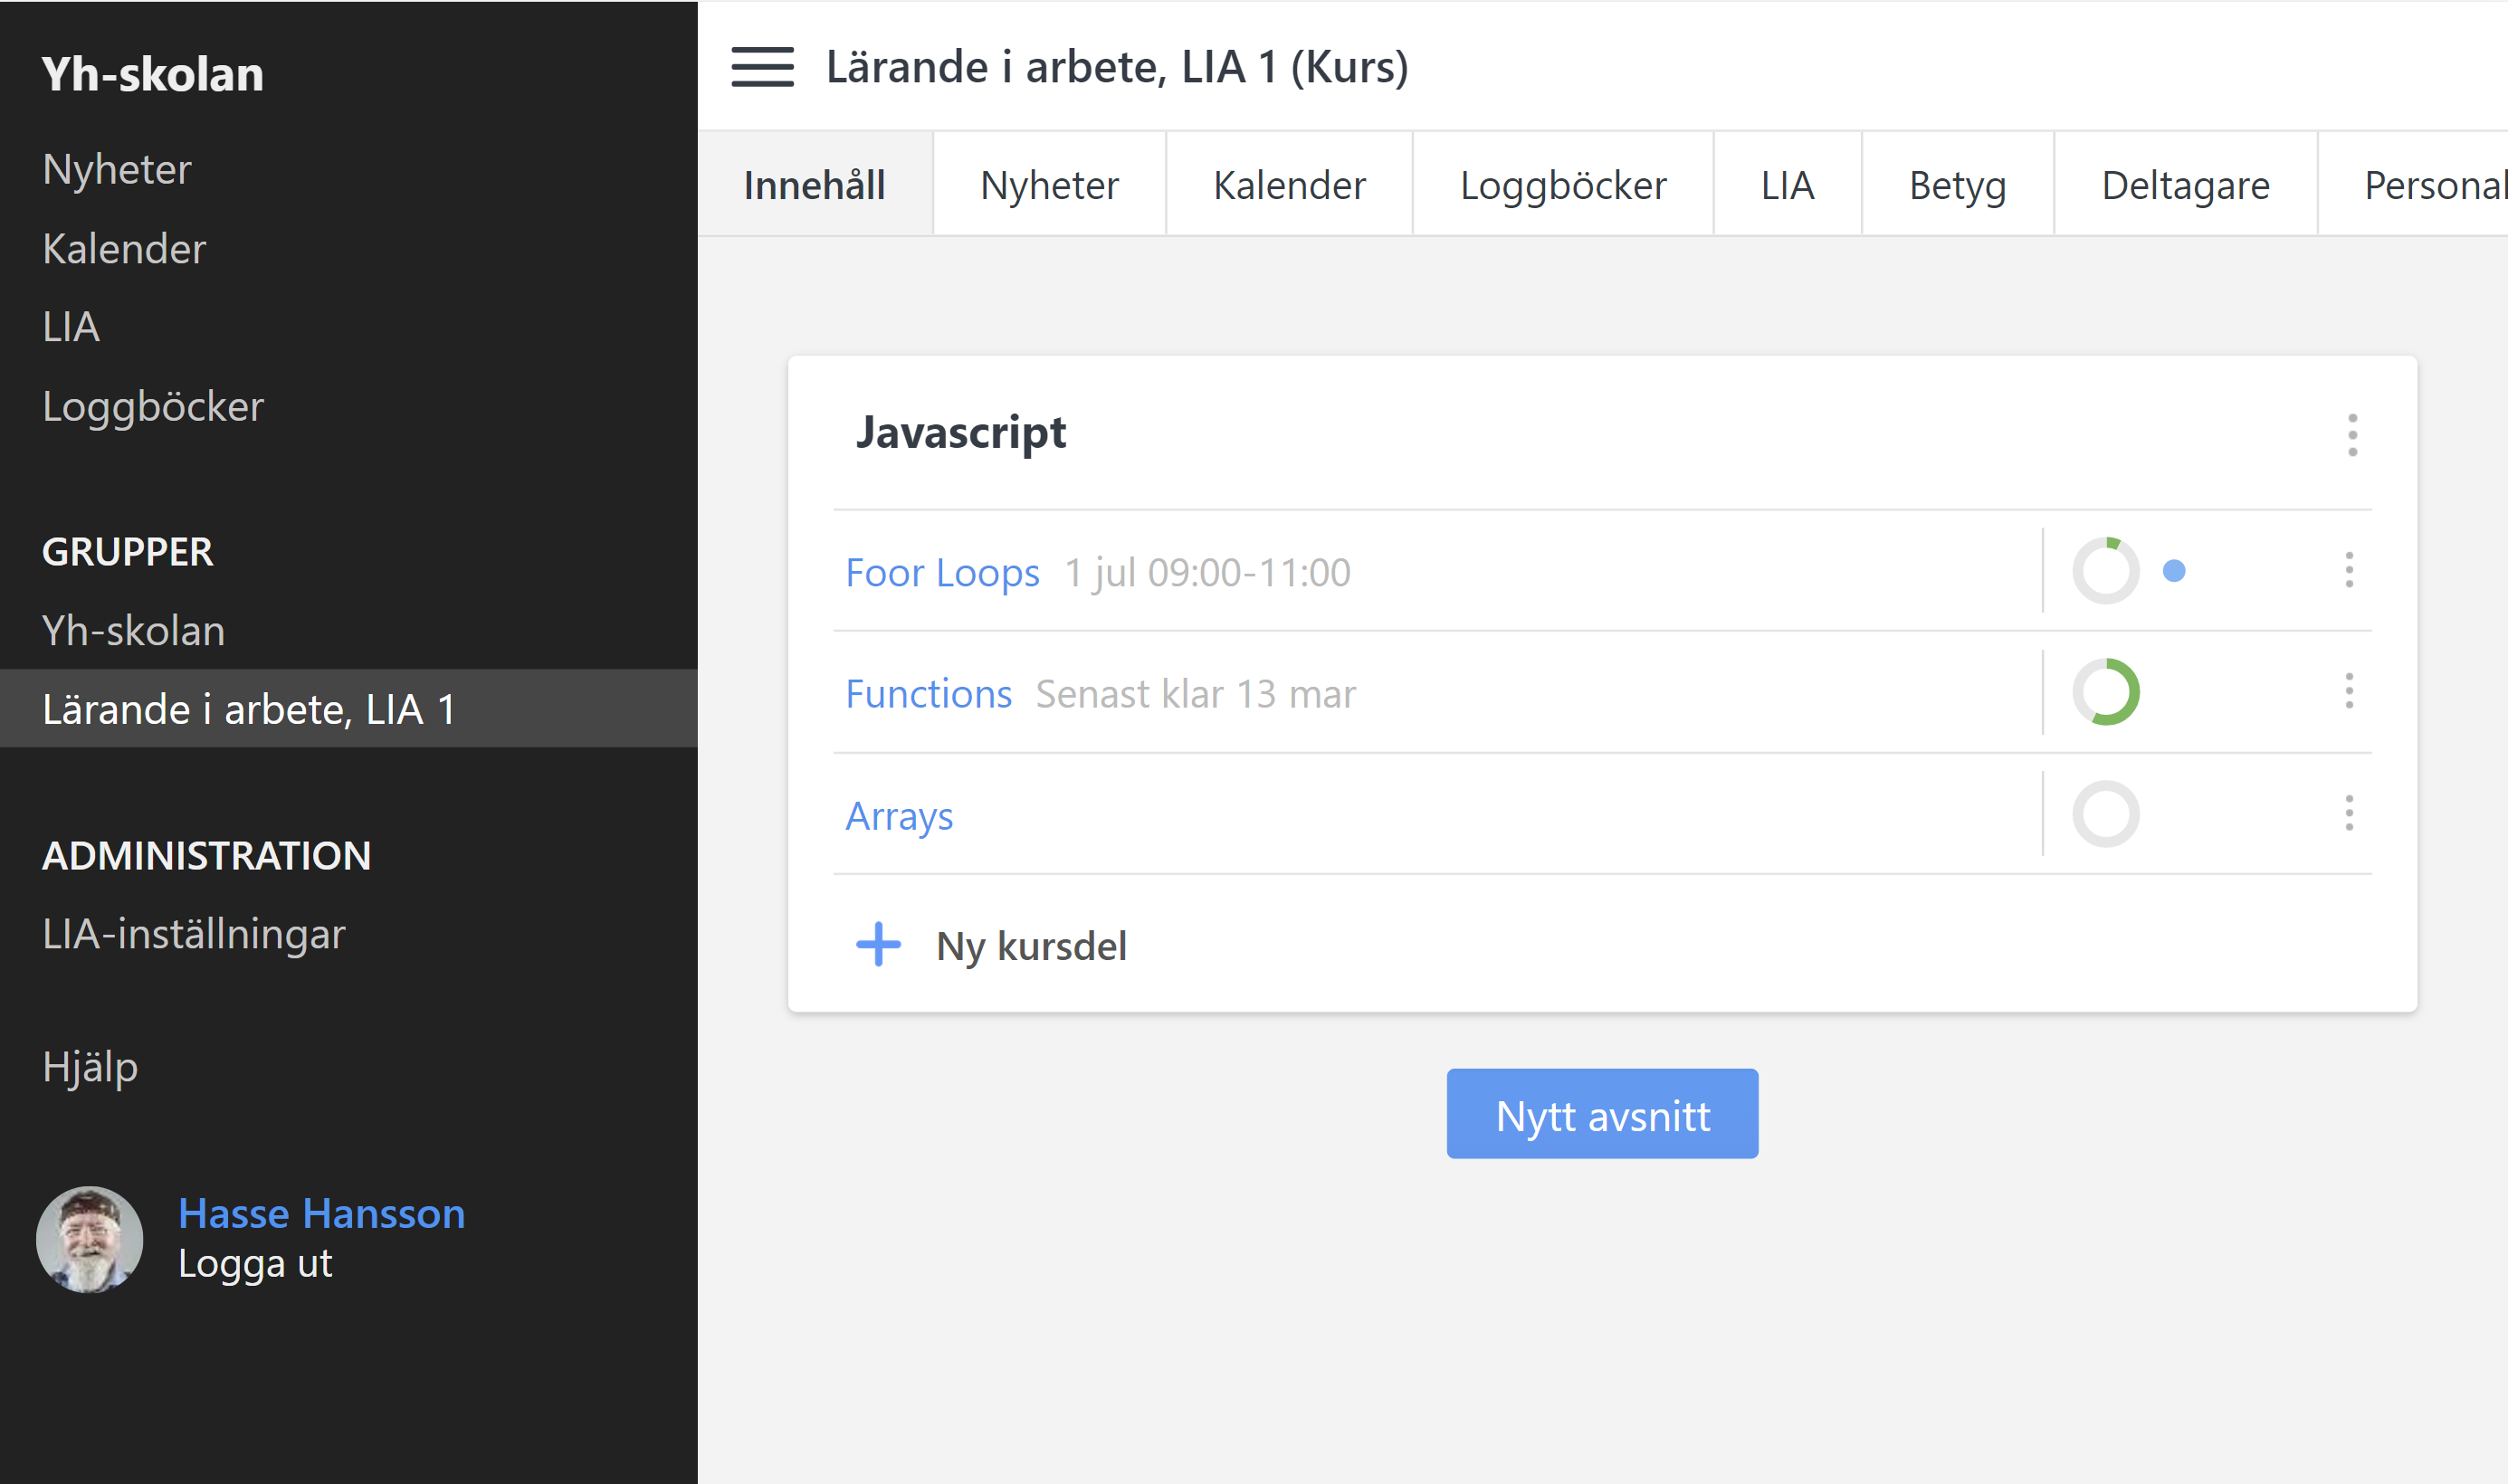 Yh-skolan
Nyheter
Kalender
LIA
Loggböcker
GRUPPER
Yh-skolan
Lärande i arbete, LIA 1
ADMINISTRATION
LIA-inställningar
Hjälp
Hasse Hansson
Logga ut
Lärande i arbete, LIA 1 (Kurs)
Innehåll Nyheter Kalender Loggböcker LIA Betyg Deltagare Personal
Javascript
Foor Loops 1 jul 09:00-11:00
Functions Senast klar 13 mar
Arrays
Ny kursdel
Nytt avsnitt